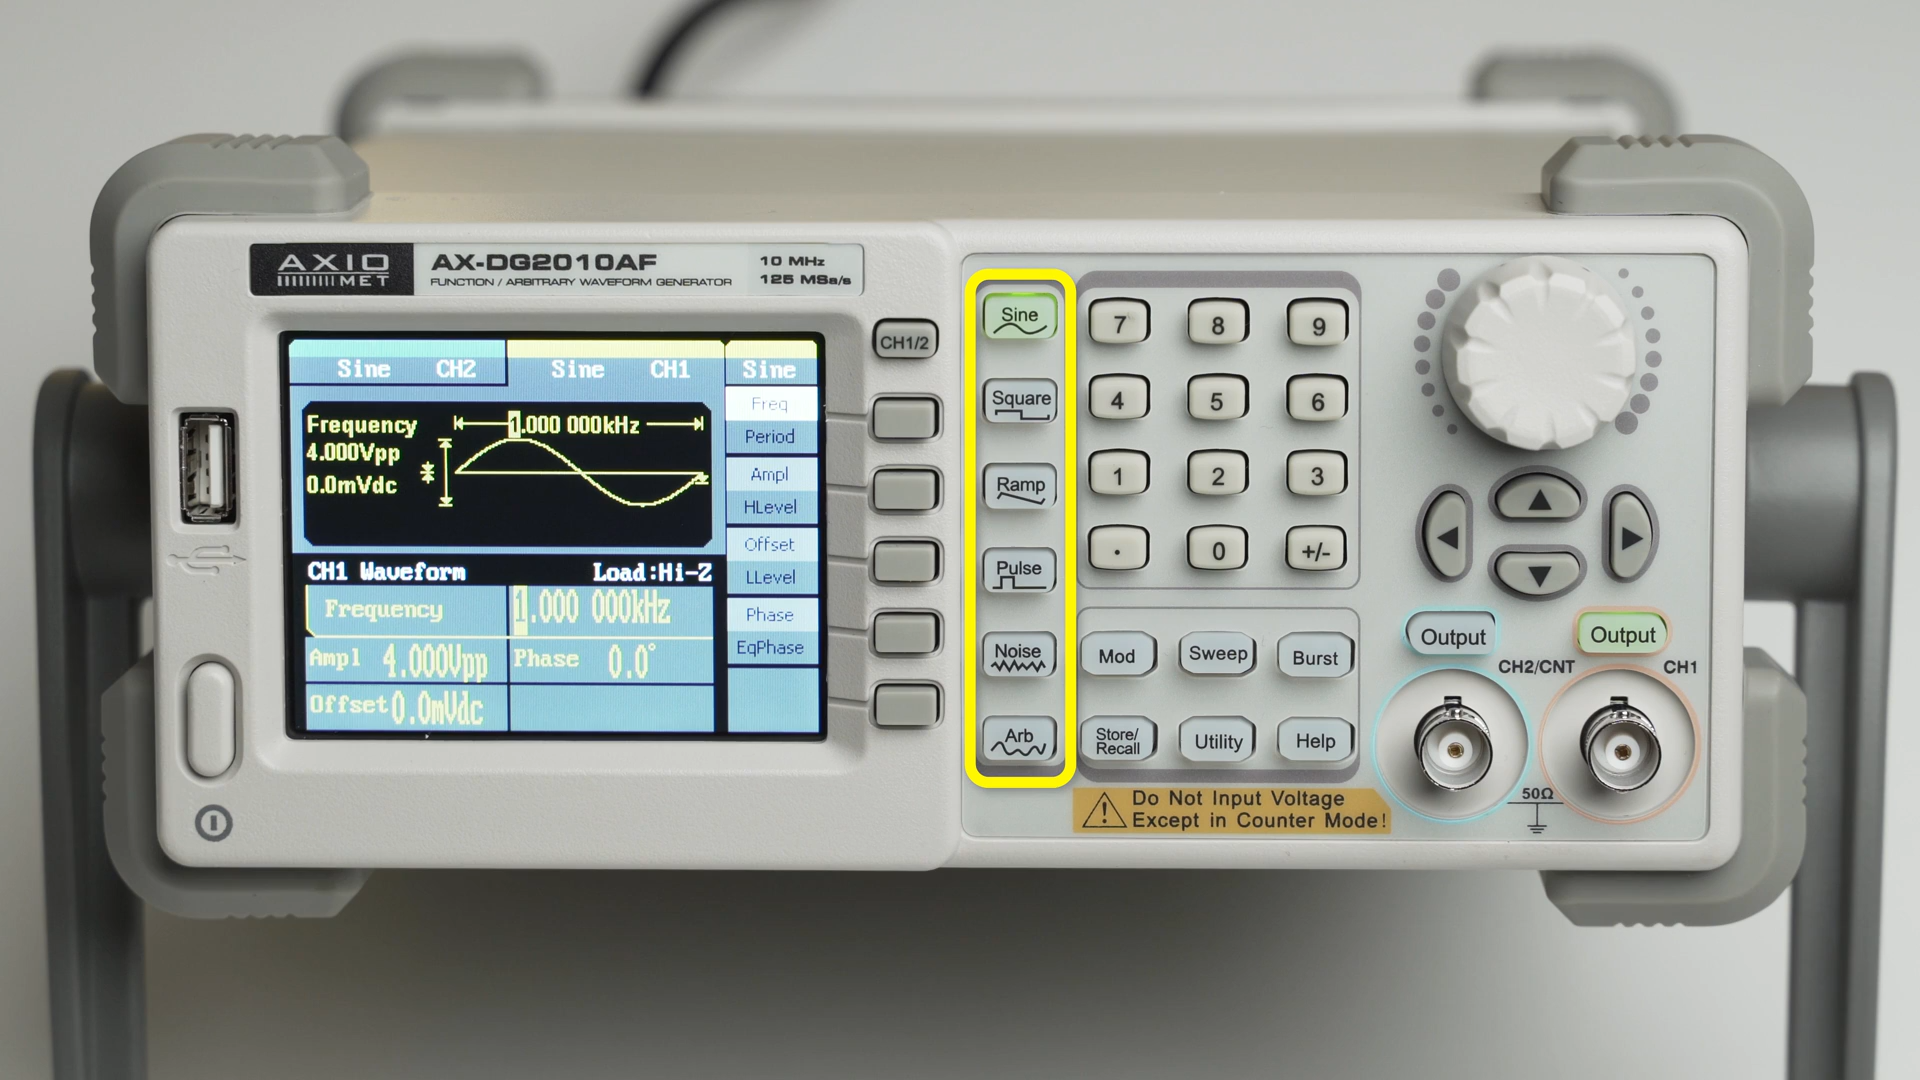 AXIO
MET
AX-DG2010AF
FUNCTION / ARBITRARY WAVEFORM GENERATOR
10 MHz
125 MSa/s
Sine CH2
Sine CH1
Sine
Frequency
4.000Vpp
0.0mVdc
1.000 000kHz
Freq
Period
Ampl
HLevel
Offset
LLevel
Phase
EqPhase
CH1 Waveform
Load:Hi-Z
Frequency
1.000 000kHz
Ampl 4.000Vpp
Phase 0.0°
Offset 0.0mVdc
CH1/2
Sine
Square
Ramp
Pulse
Noise
Arb
7 8 9
4 5 6
1 2 3
. 0 +/-
Mod
Sweep
Burst
Store/
Recall
Utility
Help
Do Not Input Voltage
Except in Counter Mode!
Output
Output
CH2/CNT
CH1
50Ω